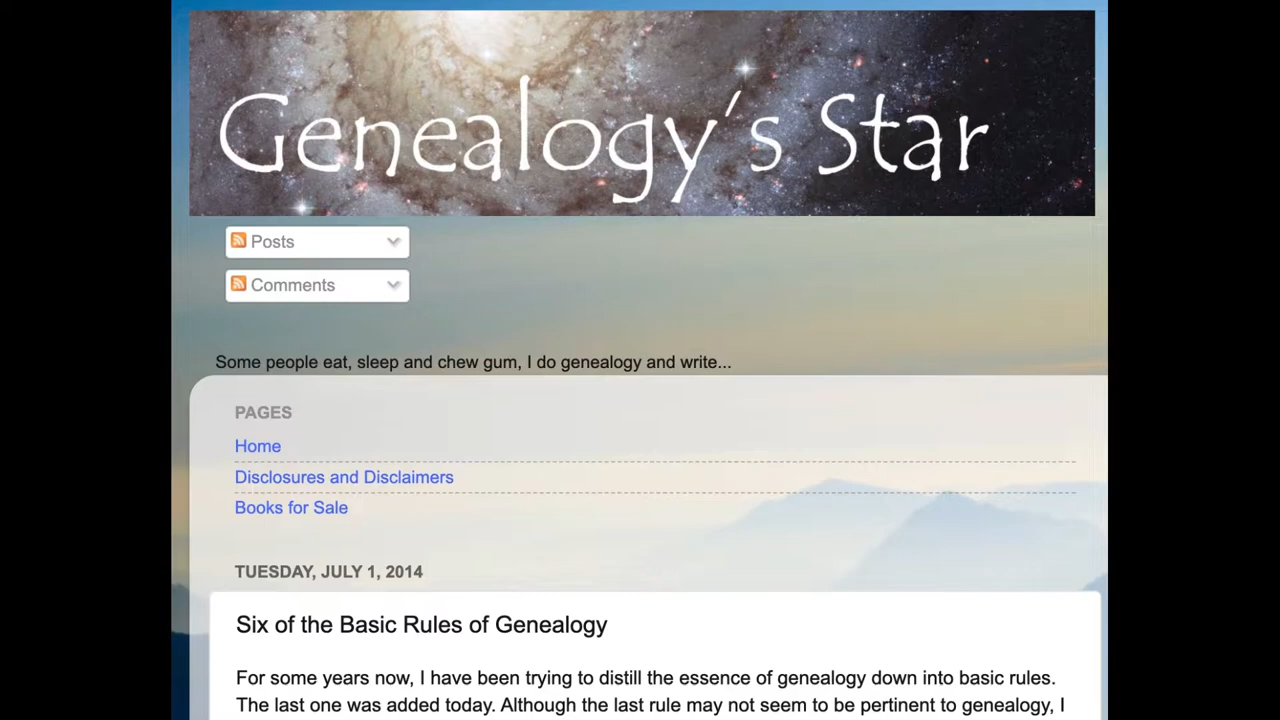 Genealogy's Star
Posts
Comments
Some people eat, sleep and chew gum, I do genealogy and write...
PAGES
Home
Disclosures and Disclaimers
Books for Sale
TUESDAY, JULY 1, 2014
Six of the Basic Rules of Genealogy
For some years now, I have been trying to distill the essence of genealogy down into basic rules.
The last one was added today. Although the last rule may not seem to be pertinent to genealogy, I